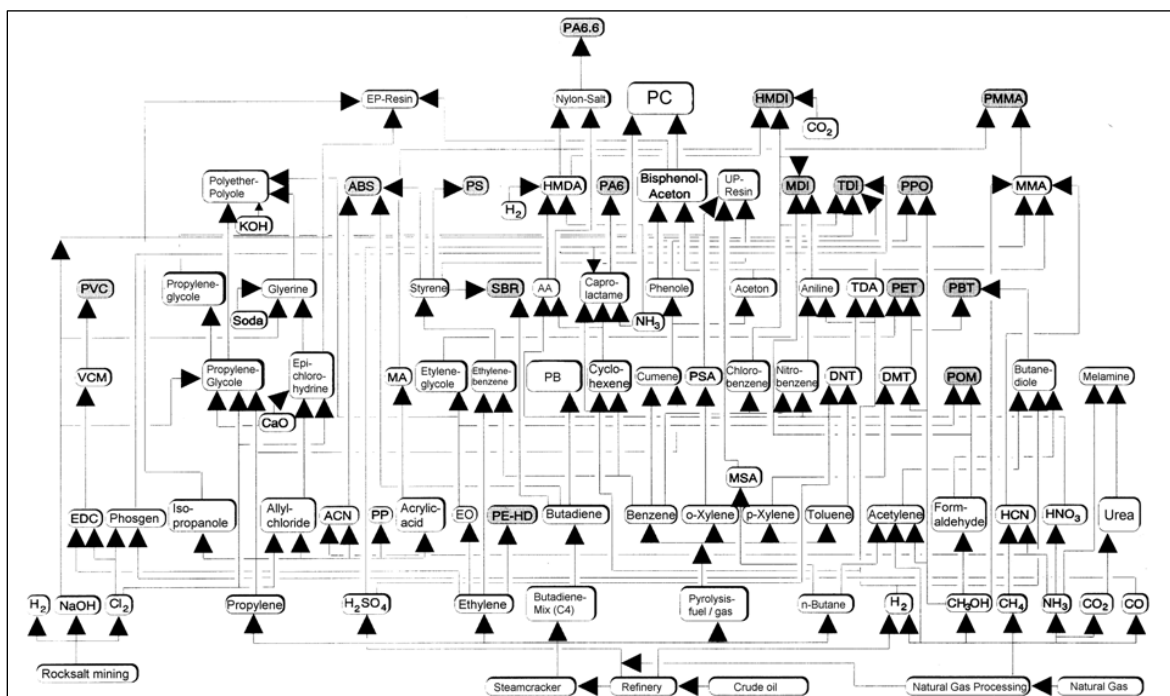 PA6.6
EP-Resin
Nylon-Salt
PC
HMDI
PMMA
CO2
Polyether-
Polyole
ABS
PS
HMDA
PA6
Bisphenol-
Aceton
UP-
Resin
MDI
TDI
PPO
MMA
H2
KOH
PVC
Propylene-
glycole
Glyerine
Styrene
SBR
AA
Capro-
lactame
Phenole
Aceton
Aniline
TDA
PET
PBT
Soda
NH3
VCM
Propylene-
Glycole
Epi-
chloro-
hydrine
MA
Etylene-
glycole
Ethylene-
benzene
PB
Cyclo-
hexene
Cumene
PSA
Chloro-
benzene
Nitro-
benzene
DNT
DMT
POM
Butane-
diole
Melamine
CaO
MSA
EDC
Phosgen
Iso-
propanole
Allyl-
chloride
ACN
PP
Acrylic-
acid
EO
PE-HD
Butadiene
Benzene
o-Xylene
p-Xylene
Toluene
Acetylene
Form-
aldehyde
HCN
HNO3
Urea
H2
NaOH
Cl2
Propylene
H2SO4
Ethylene
Butadiene-
Mix (C4)
Pyrolysis-
fuel / gas
n-Butane
H2
CH3OH
CH4
NH3
CO2
CO
Rocksalt mining
Steamcracker
Refinery
Crude oil
Natural Gas Processing
Natural Gas